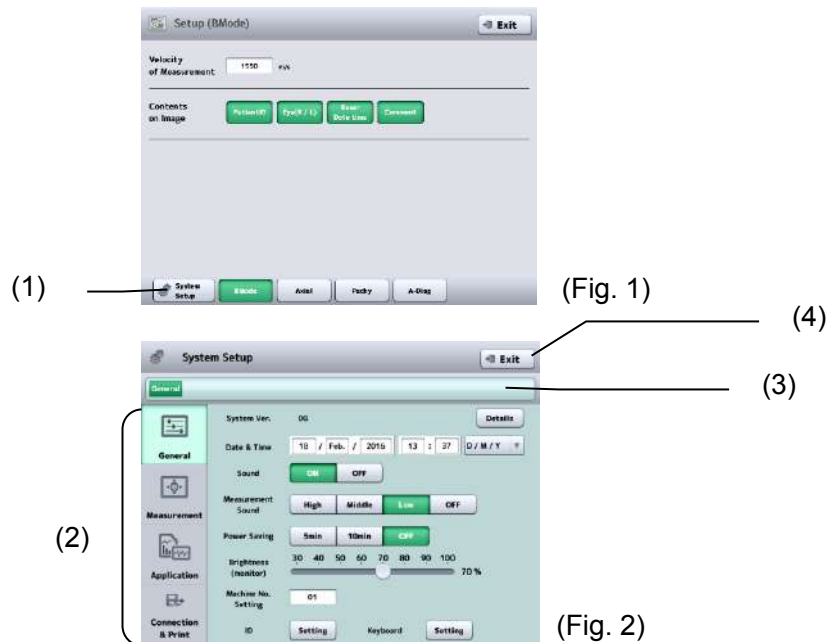 Setup (BMode)
Exit
Velocity
of Measurement
1550
m/s
Contents
on Image
Patient ID
Eye(R / L)
Exam
Date time
Comment
(1)
System
Setup
BMode
Axial
Pachy
A-Diag
(Fig. 1)
(4)
System Setup
Exit
General
(3)
System Ver.
0G
Details
General
Date & Time
18 / Feb. / 2016
13 : 37
D / M / Y
Sound
ON
OFF
Measurement
Measurement
Sound
High
Middle
Low
OFF
(2)
Power Saving
5min
10min
OFF
Application
Brightness
(monitor)
30 40 50 60 70 80 90 100
70 %
Machine No.
Setting
01
Connection
& Print
ID
Setting
Keyboard
Setting
(Fig. 2)